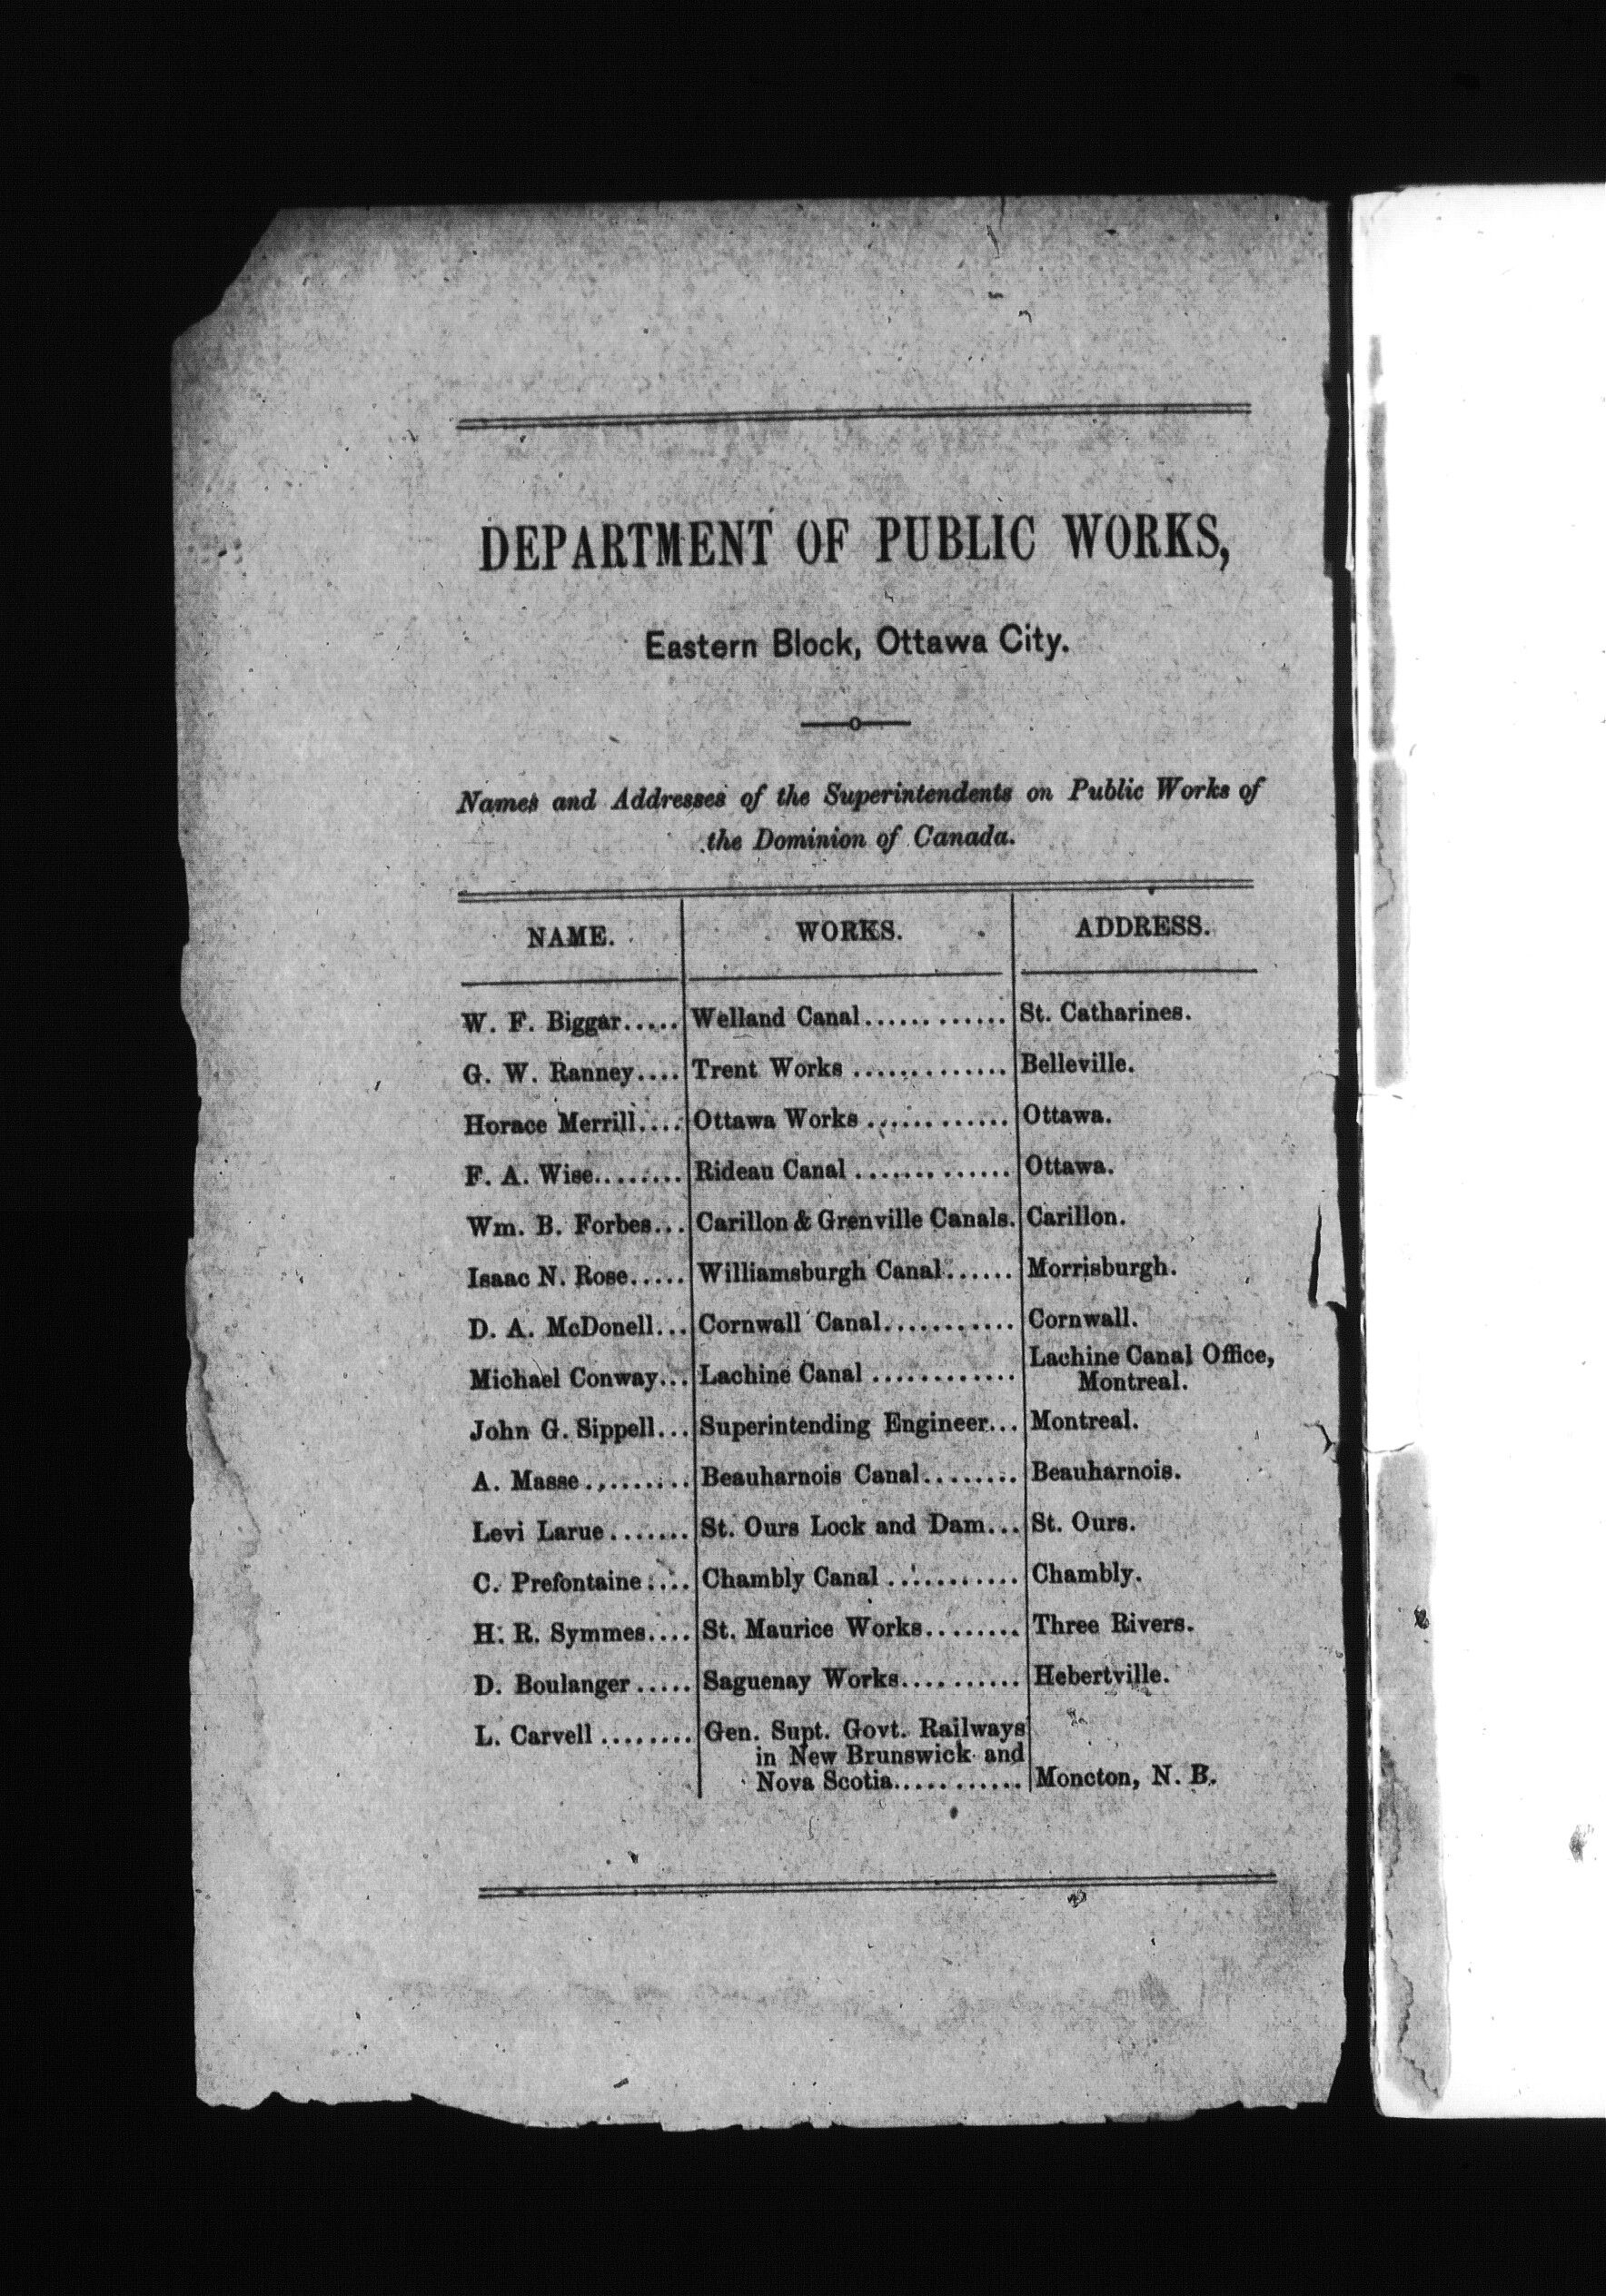 DEPARTMENT OF PUBLIC WORKS,
Eastern Block, Ottawa City.
Names and Addresses of the Superintendents on Public Works of
the Dominion of Canada.
NAME. WORKS. ADDRESS.
W. F. Biggar..... Welland Canal............ St. Catharines.
G. W. Ranney.... Trent Works ............. Belleville.
Horace Merrill.... Ottawa Works ............ Ottawa.
F. A. Wise........ Rideau Canal ............. Ottawa.
Wm. B. Forbes... Carillon & Grenville Canals. Carillon.
Isaac N. Rose..... Williamsburgh Canal...... Morrisburgh.
D. A. McDonell... Cornwall Canal........... Cornwall.
Michael Conway... Lachine Canal ............ Lachine Canal Office,
Montreal.
John G. Sippell... Superintending Engineer... Montreal.
A. Masse ......... Beauharnois Canal........ Beauharnois.
Levi Larue....... St. Ours Lock and Dam... St. Ours.
C. Prefontaine.... Chambly Canal ........... Chambly.
H. R. Symmes.... St. Maurice Works........ Three Rivers.
D. Boulanger..... Saguenay Works.......... Hebertville.
L. Carvell ........ Gen. Supt. Govt. Railways
in New Brunswick and
Nova Scotia........... Moncton, N. B.